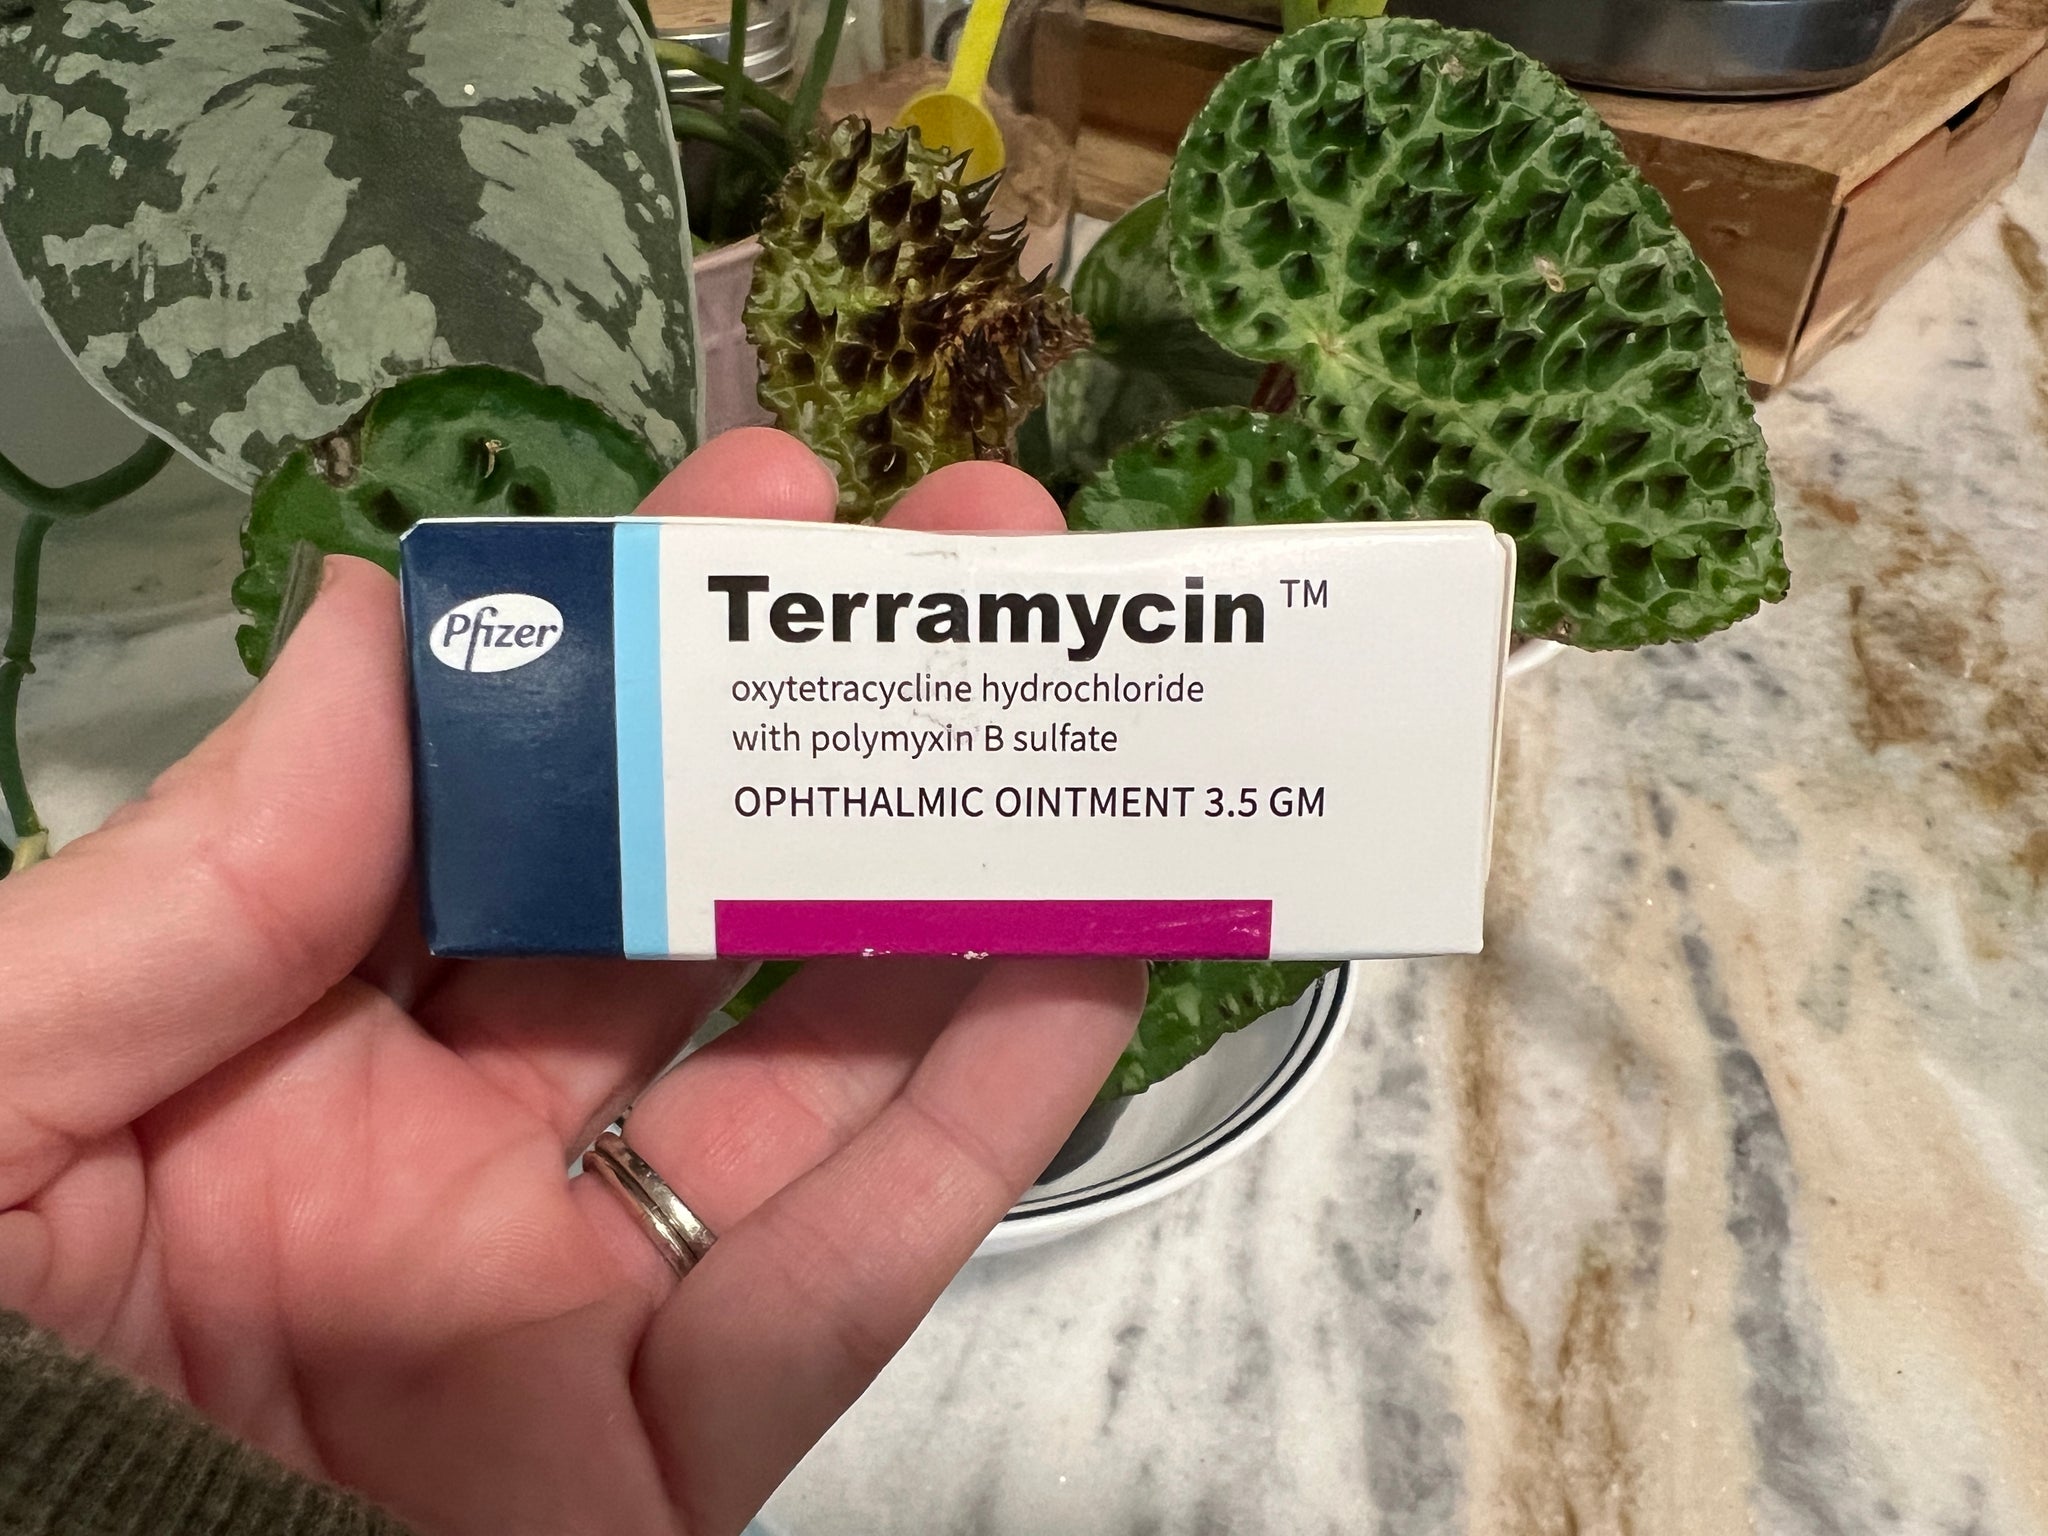 Pfizer
Terramycin™
oxytetracycline hydrochloride
with polymyxin B sulfate
OPHTHALMIC OINTMENT 3.5 GM